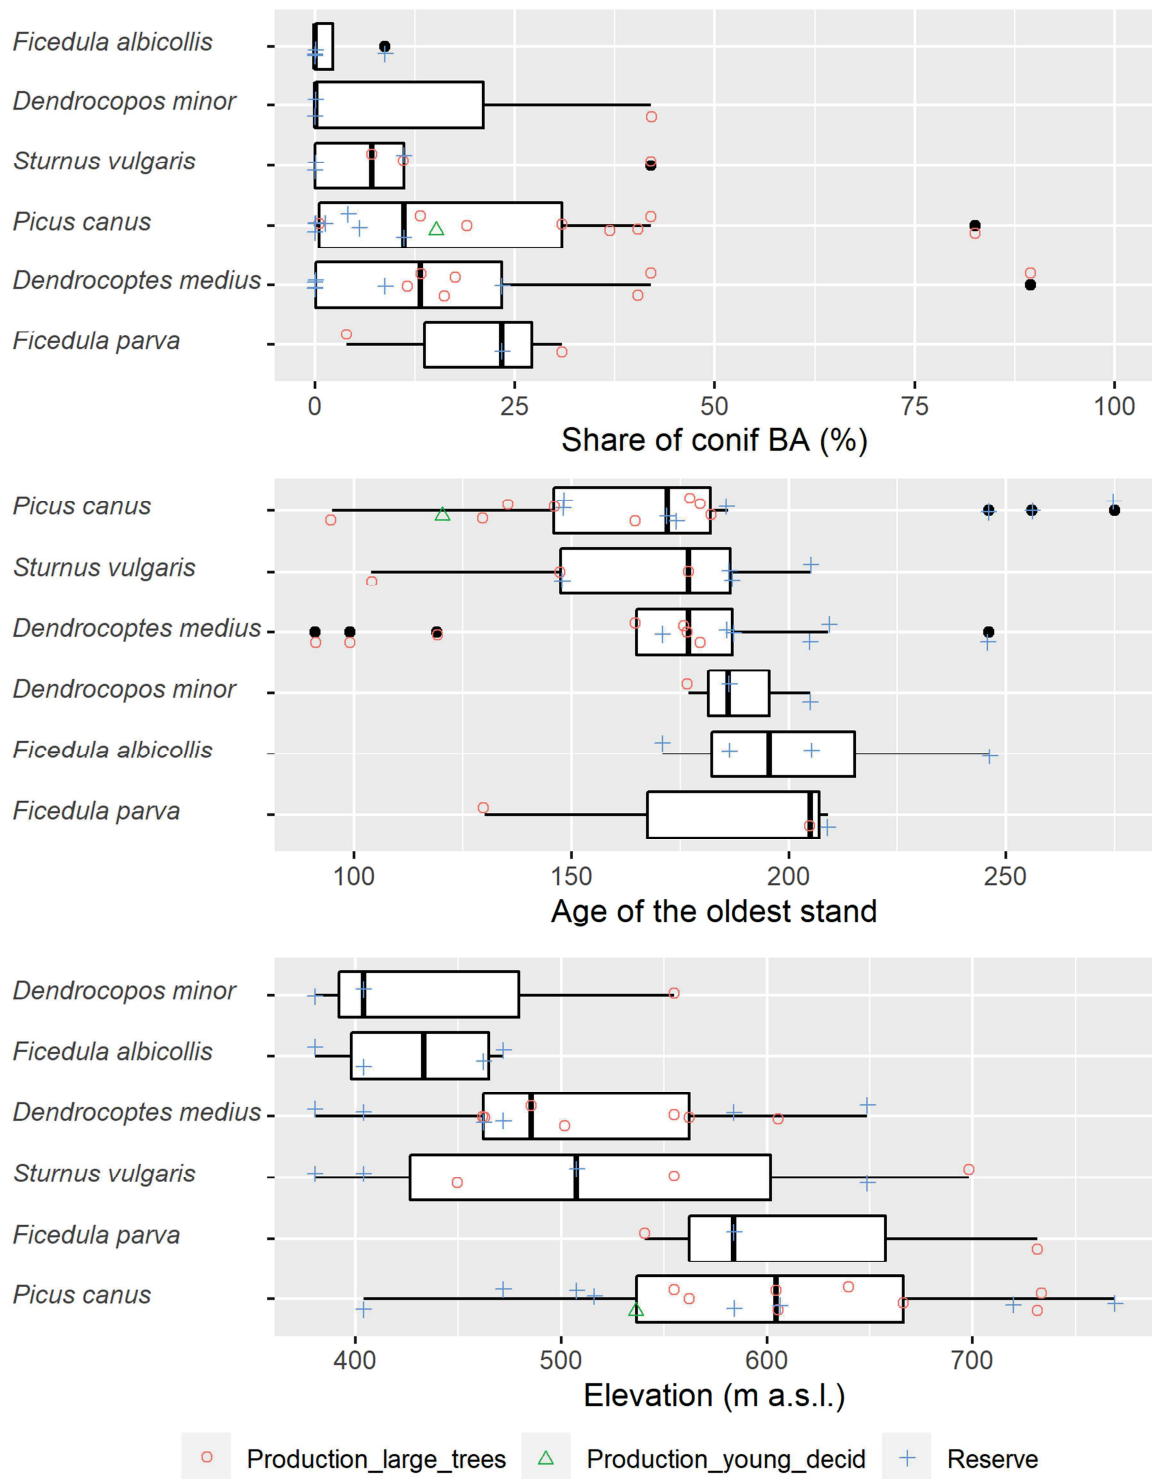 Ficedula albicollis
Dendrocopos minor
Sturnus vulgaris
Picus canus
Dendrocoptes medius
Ficedula parva
0 25 50 75 100
Share of conif BA (%)
Picus canus
Sturnus vulgaris
Dendrocoptes medius
Dendrocopos minor
Ficedula albicollis
Ficedula parva
100 150 200 250
Age of the oldest stand
Dendrocopos minor
Ficedula albicollis
Dendrocoptes medius
Sturnus vulgaris
Ficedula parva
Picus canus
400 500 600 700
Elevation (m a.s.l.)
Production_large_trees Production_young_decid Reserve